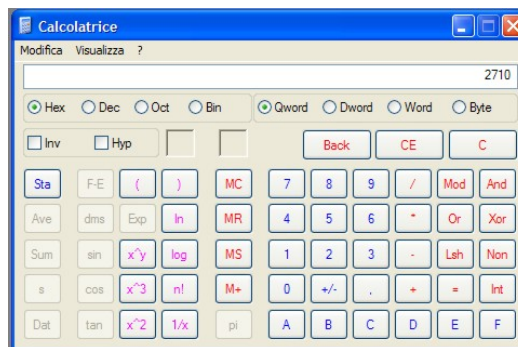 Calcolatrice
Modifica Visualizza ?
2710
Hex Dec Oct Bin Qword Dword Word Byte
Inv Hyp Back CE C
Sta F-E ( ) MC 7 8 9 / Mod And
Ave dms Exp ln MR 4 5 6 * Or Xor
Sum sin x^y log MS 1 2 3 - Lsh Non
s cos x^3 n! M+ 0 +/- , + = Int
Dat tan x^2 1/x pi A B C D E F